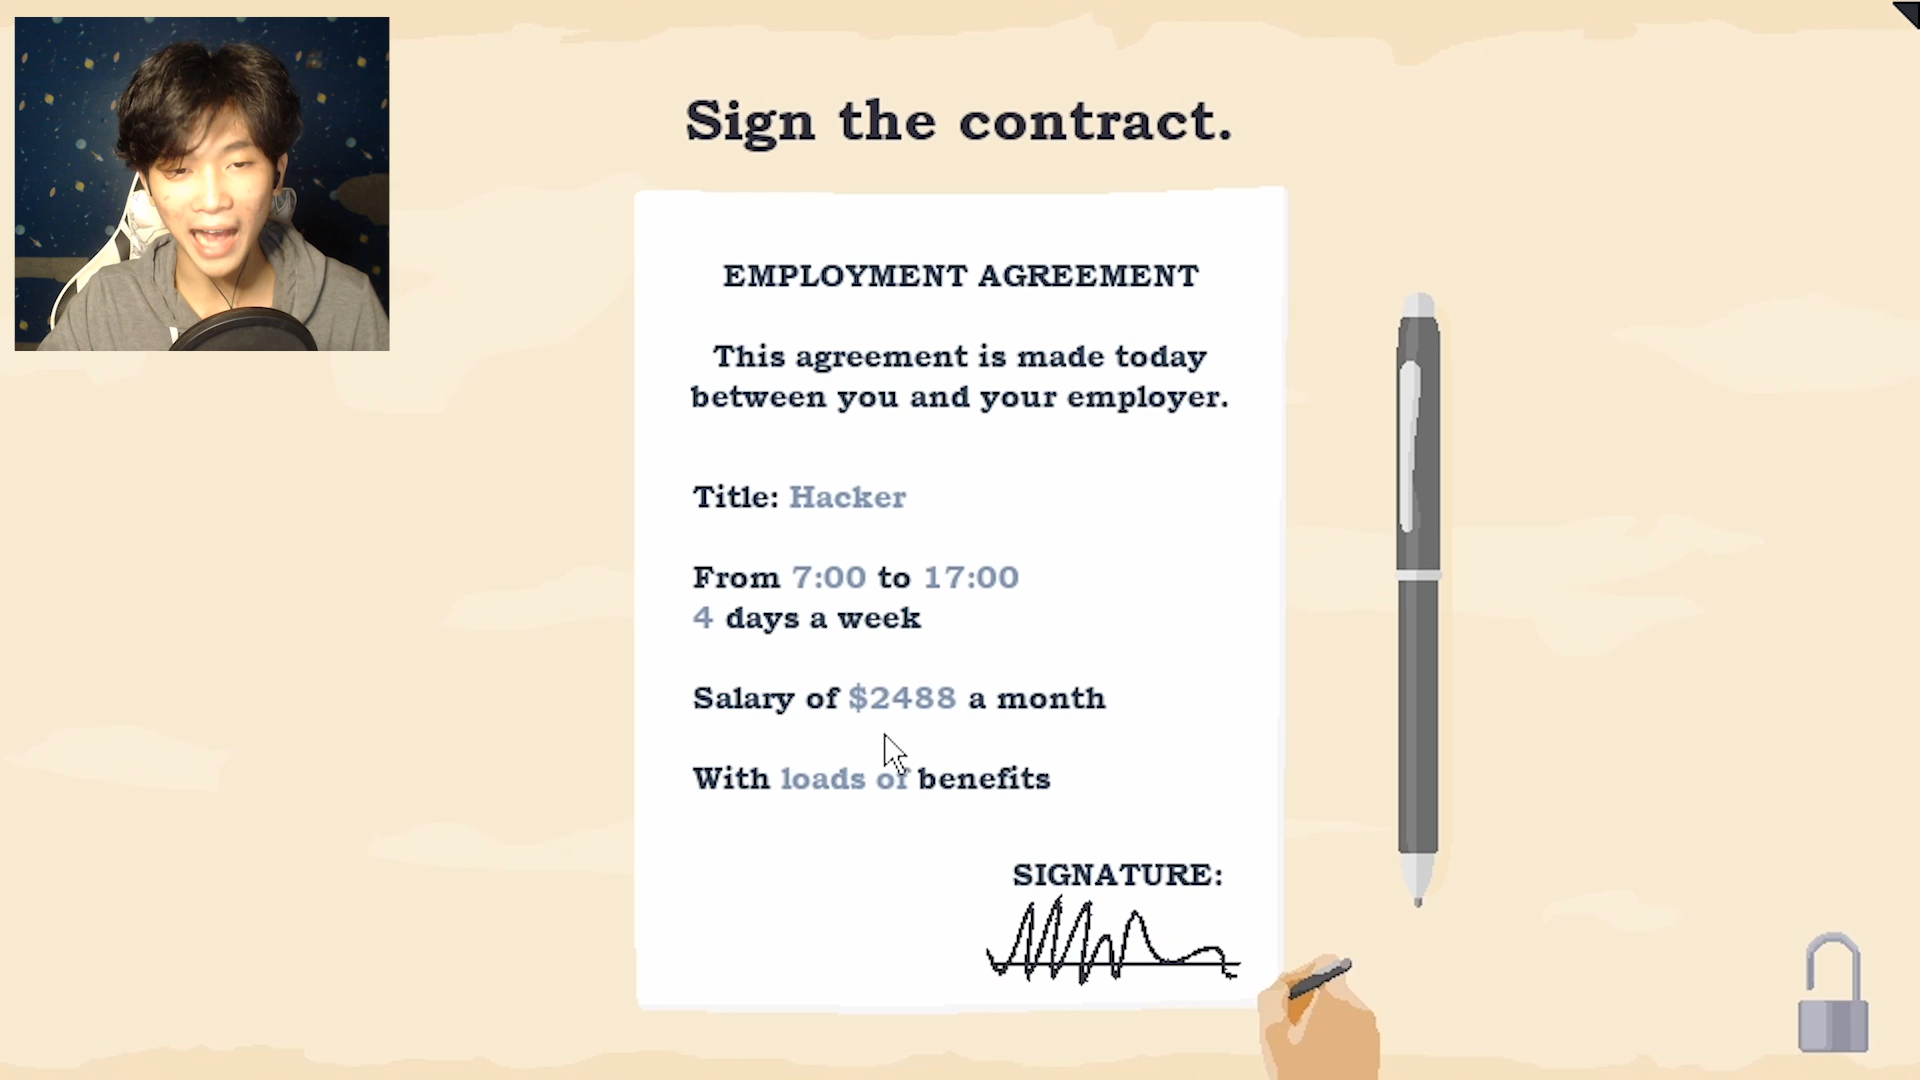 Sign the contract.
EMPLOYMENT AGREEMENT
This agreement is made today
between you and your employer.
Title: Hacker
From 7:00 to 17:00
4 days a week
Salary of $2488 a month
With loads of benefits
SIGNATURE: